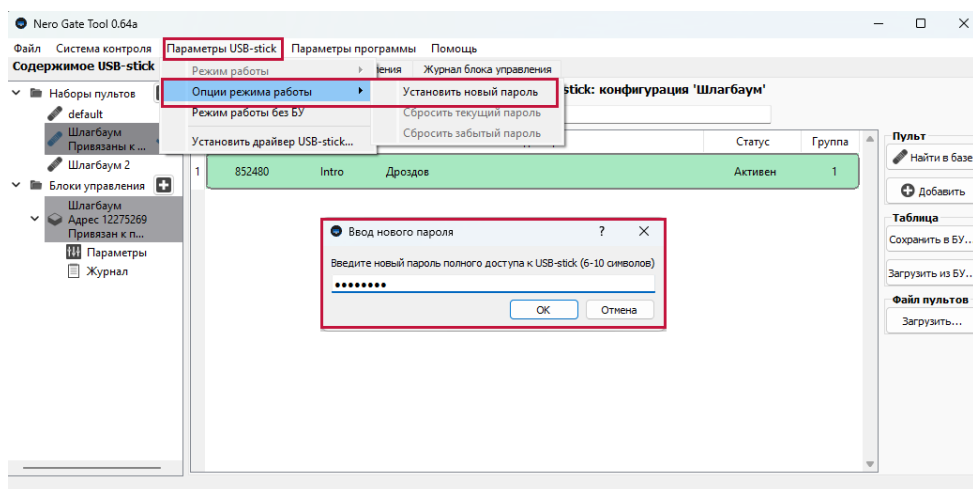 Nero Gate Tool 0.64a
Файл Система контроля Параметры USB-stick Параметры программы Помощь
Содержимое USB-stick
Режим работы
Опции режима работы
Режим работы без БУ
Установить драйвер USB-stick...
Журнал блока управления
Установить новый пароль
Сбросить текущий пароль
Сбросить забытый пароль
stick: конфигурация 'Шлагбаум'
Наборы пультов
default
Шлагбаум
Привязаны к ...
Шлагбаум 2
Блоки управления
Шлагбаум
Адрес 12275269
Привязан к п...
Параметры
Журнал
Статус Группа
1 852480 Intro Дроздов Активен 1
Ввод нового пароля
Введите новый пароль полного доступа к USB-stick (6-10 символов)
••••••••
OK Отмена
Пульт
Найти в базе
Добавить
Таблица
Сохранить в БУ...
Загрузить из БУ...
Файл пультов
Загрузить...